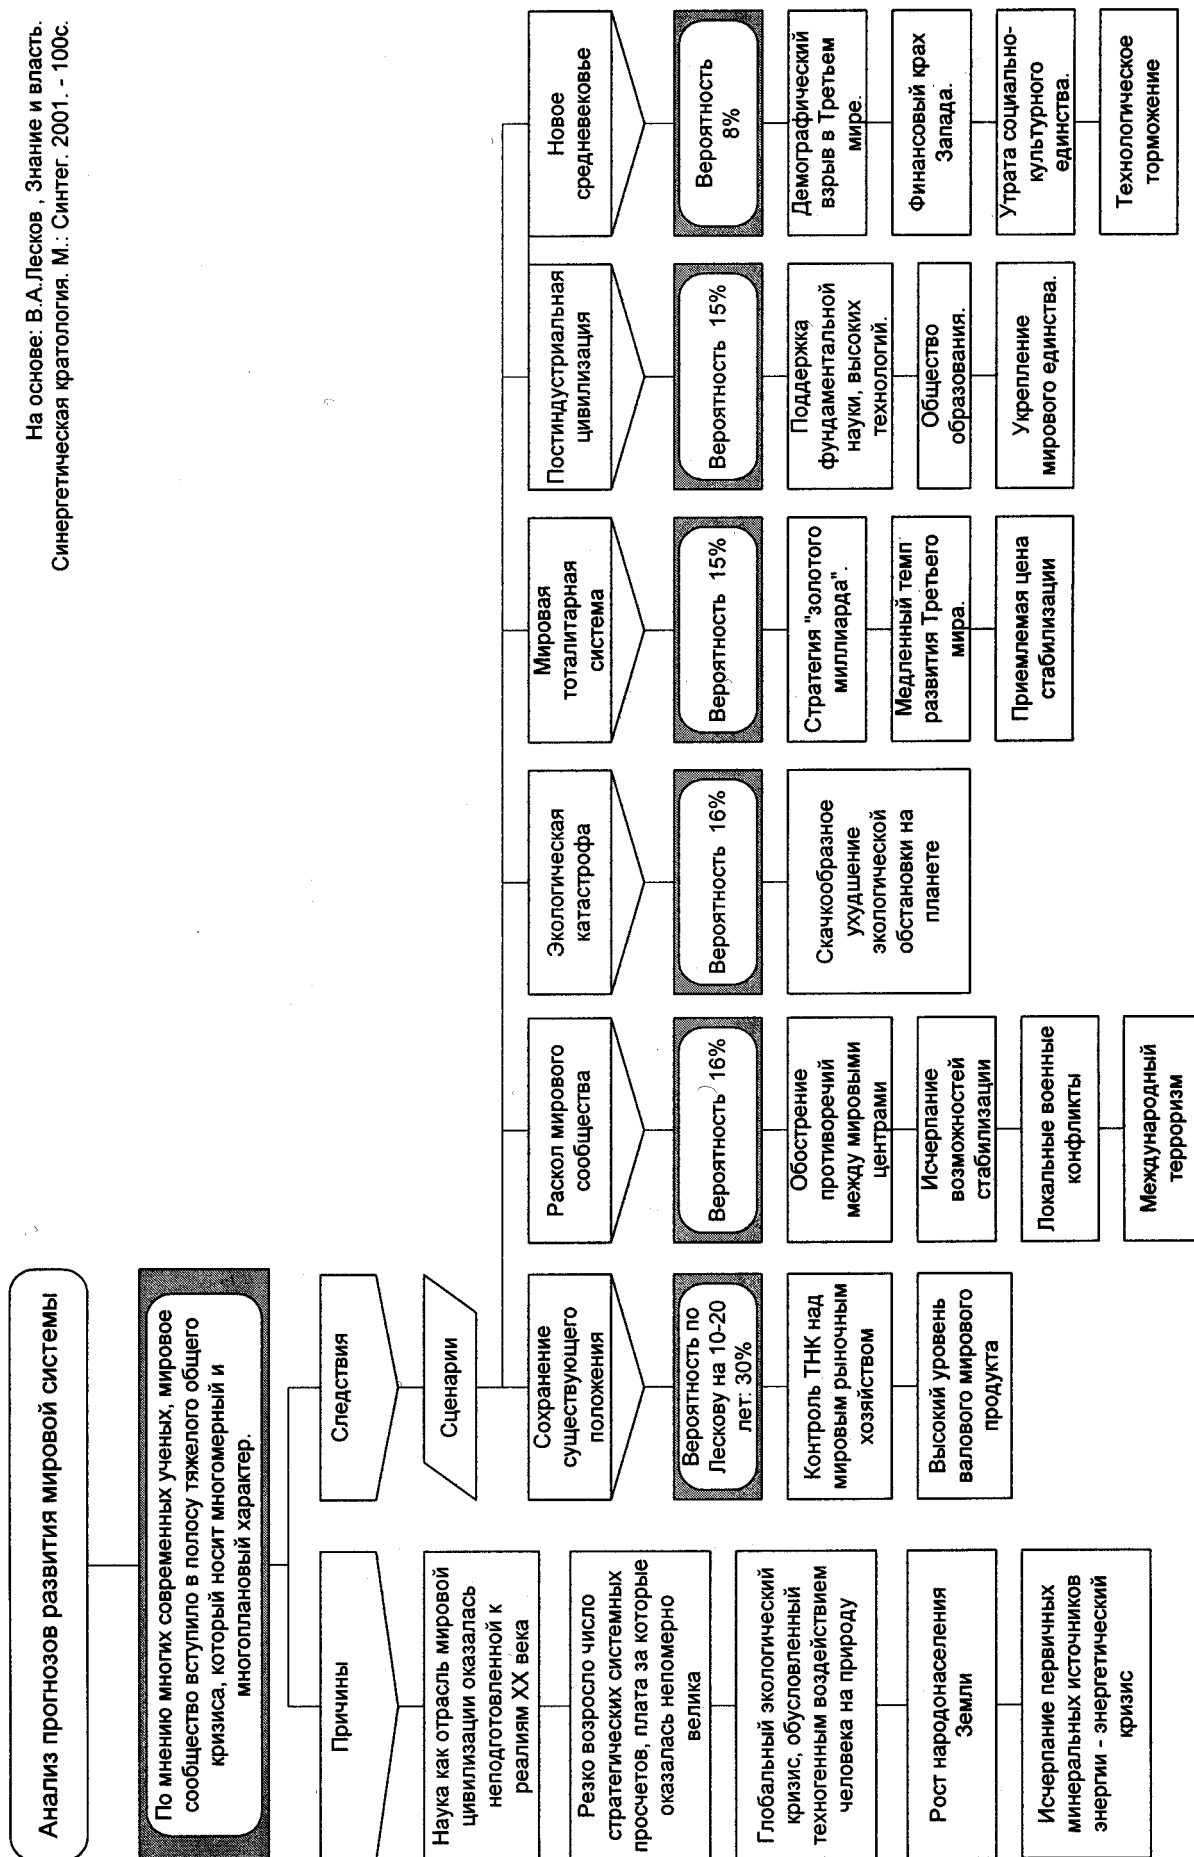 На основе: В.А.Лесков , Знание и власть.
Синергетическая кратология. М.: Синтег. 2001. - 100с.
Анализ прогнозов развития мировой системы
По мнению многих современных ученых, мировое
сообщество вступило в полосу тяжелого общего
кризиса, который носит многомерный и
многоплановый характер.
Причины
Наука как отрасль мировой
цивилизации оказалась
неподготовленной к
реалиям XX века
Резко возросло число
стратегических системных
просчетов, плата за которые
оказалась непомерно
велика
Глобальный экологический
кризис, обусловленный
техногенным воздействием
человека на природу
Рост народонаселения
Земли
Исчерпание первичных
минеральных источников
энергии - энергетический
кризис
Следствия
Сценарии
Сохранение
существующего
положения
Вероятность по
Лескову на 10-20
лет: 30%
Контроль ТНК над
мировым рыночным
хозяйством
Высокий уровень
валового мирового
продукта
Раскол мирового
сообщества
Вероятность 16%
Обострение
противоречий
между мировыми
центрами
Исчерпание
возможностей
стабилизации
Локальные военные
конфликты
Международный
терроризм
Экологическая
катастрофа
Вероятность 16%
Скачкообразное
ухудшение
экологической
обстановки на
планете
Мировая
тоталитарная
система
Вероятность 15%
Стратегия "золотого
миллиарда".
Медленный темп
развития Третьего
мира.
Приемлемая цена
стабилизации
Постиндустриальная
цивилизация
Вероятность 15%
Поддержка
фундаментальной
науки, высоких
технологий.
Общество
образования.
Укрепление
мирового единства.
Новое
средневековье
Вероятность
8%
Демографический
взрыв в Третьем
мире.
Финансовый крах
Запада.
Утрата социально-
культурного
единства.
Технологическое
торможение